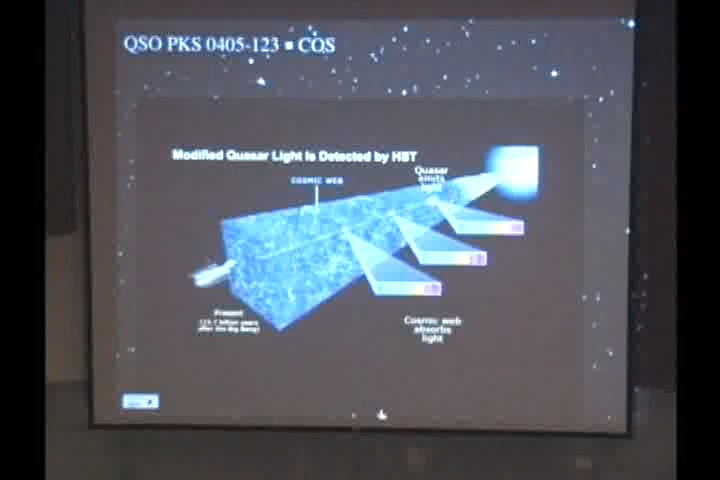 QSO PKS 0405-123 ▪ COS
Modified Quasar Light is Detected by HST
COSMIC WEB
Quasar
emits
light
Present
(13.7 billion years
after the Big Bang)
Cosmic web
absorbs
light